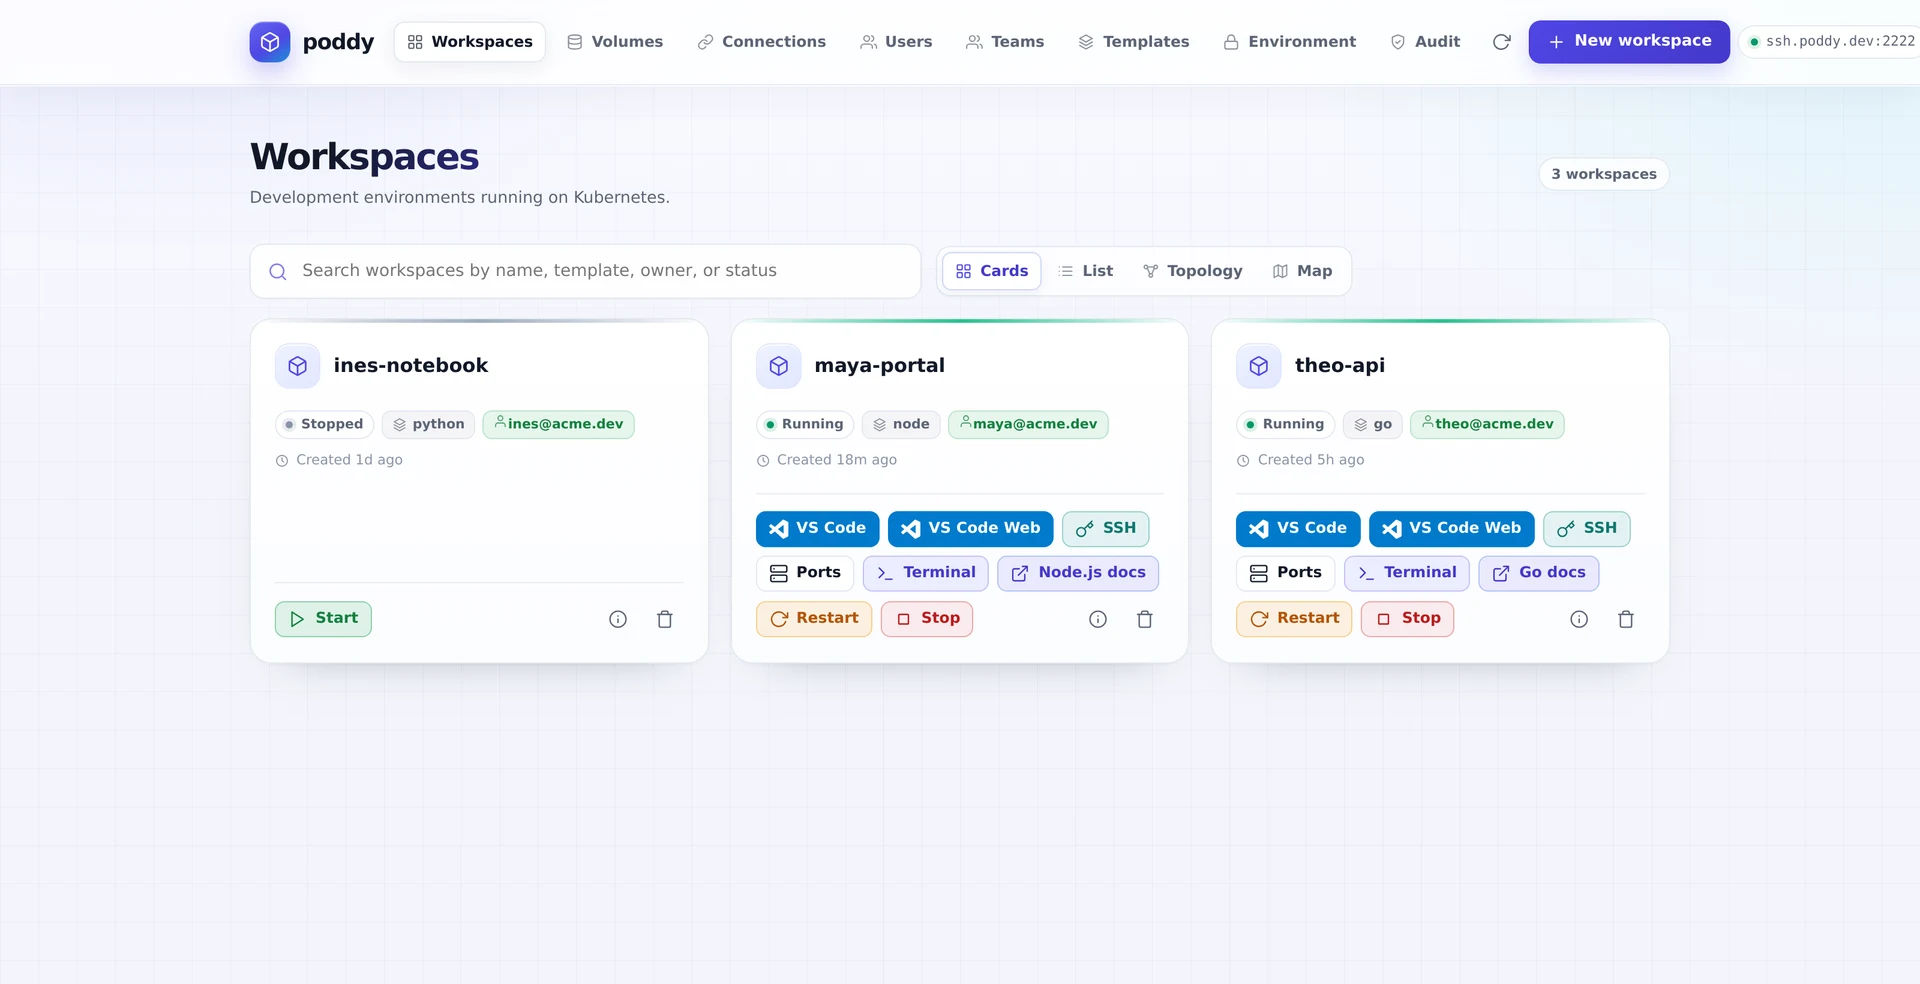 poddy Workspaces Volumes Connections Users Teams Templates Environment Audit New workspace ssh.poddy.dev:2222
Workspaces
Development environments running on Kubernetes.
3 workspaces
Search workspaces by name, template, owner, or status
Cards List Topology Map
ines-notebook
Stopped python ines@acme.dev
Created 1d ago
Start
maya-portal
Running node maya@acme.dev
Created 18m ago
VS Code VS Code Web SSH
Ports Terminal Node.js docs
Restart Stop
theo-api
Running go theo@acme.dev
Created 5h ago
VS Code VS Code Web SSH
Ports Terminal Go docs
Restart Stop